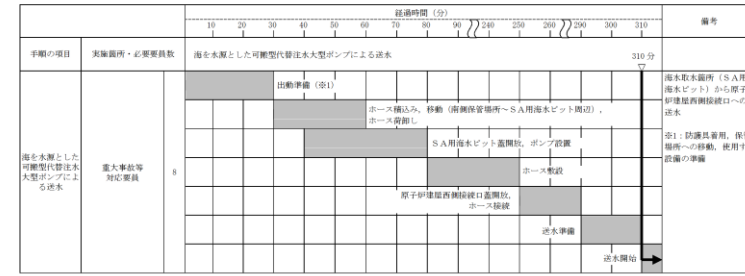 経過時間（分）
備考
10 20 30 40 50 60 70 80 90 240 250 260 290 300 310
手順の項目 実施箇所・必要要員数 海を水源とした可搬型代替注水大型ポンプによる送水 310 分
▽
海を水源とした
可搬型代替注水
大型ポンプによ
る送水
重大事故等
対応要員
8
出動準備（※1）
ホース積込み，移動（南側保管場所～ＳＡ用海水ピット周辺），
ホース荷卸し
ＳＡ用海水ピット蓋開放，ポンプ設置
ホース敷設
原子炉建屋西側接続口蓋開放，
ホース接続
送水準備
送水開始
海水取水箇所（ＳＡ用
海水ピット）から原子
炉建屋西側接続口への
送水
※1：防護具着用，保管
場所への移動，使用す
設備の準備